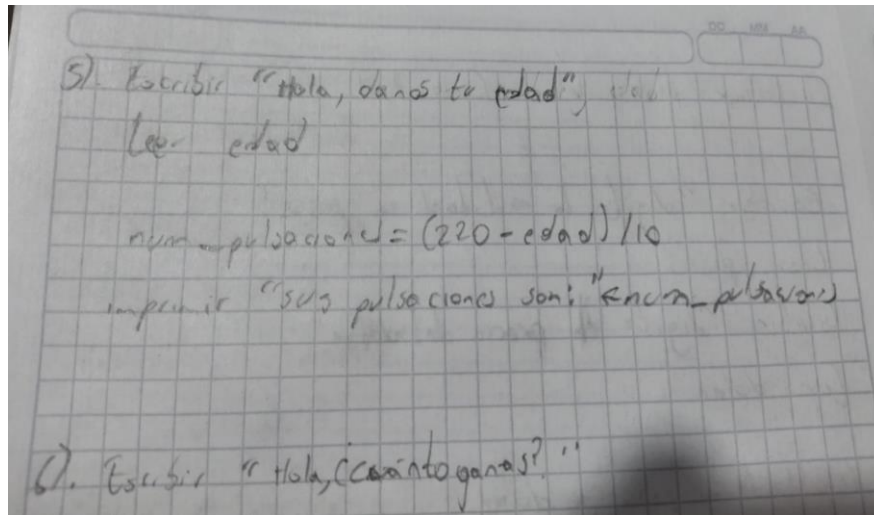 5). Escribir "Hola, danos tu edad"
Leer edad
num_pulsaciones = (220 - edad) / 10
imprimir "sus pulsaciones son: " num_pulsaciones
6). Escribir "Hola, ¿Cuánto ganas? "